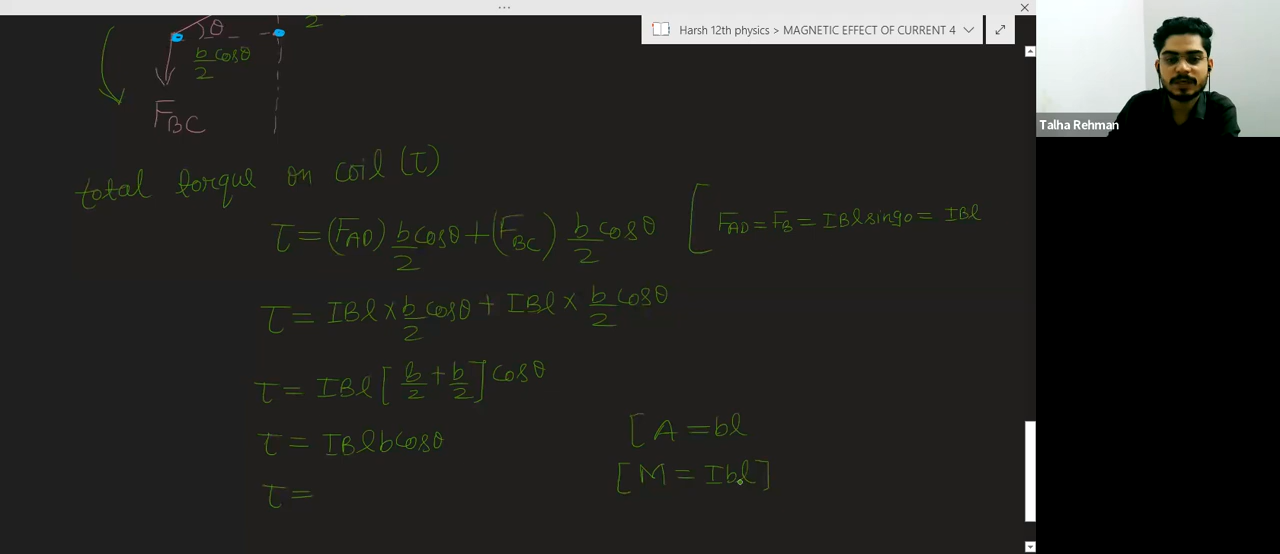 θ
2
b cosθ
2
F_BC
Harsh 12th physics > MAGNETIC EFFECT OF CURRENT 4
Talha Rehman
total torque on coil (τ)
τ = (F_AD) b/2 cosθ + (F_BC) b/2 cosθ [ F_AD = F_B = IBl sin90 = IBl
τ = IBl × b/2 cosθ + IBl × b/2 cosθ
τ = IBl [ b/2 + b/2 ] cosθ
τ = IBlb cosθ
[ A = bl
τ =
[ M = Ibl ]